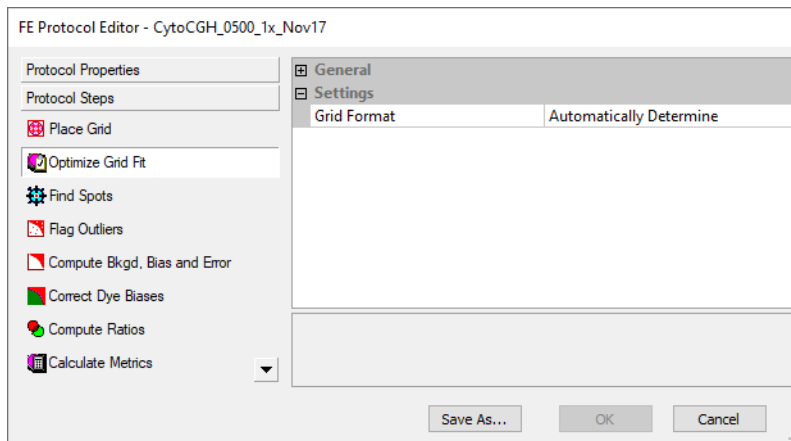 FE Protocol Editor - CytoCGH_0500_1x_Nov17
Protocol Properties
Protocol Steps
Place Grid
Optimize Grid Fit
Find Spots
Flag Outliers
Compute Bkgd, Bias and Error
Correct Dye Biases
Compute Ratios
Calculate Metrics
General
Settings
Grid Format Automatically Determine
Save As...
OK
Cancel